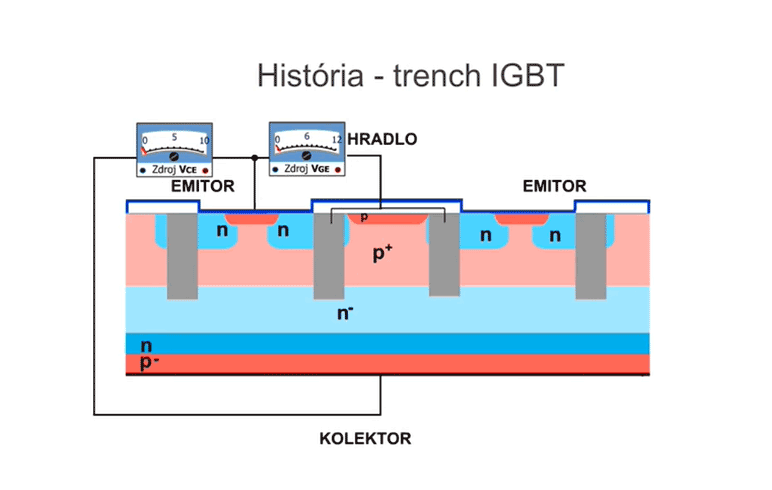 História - trench IGBT
0 5 10
Zdroj VCE
0 6 12
Zdroj VGE
HRADLO
EMITOR
EMITOR
p
n n n n
p+
n-
n
p-
KOLEKTOR